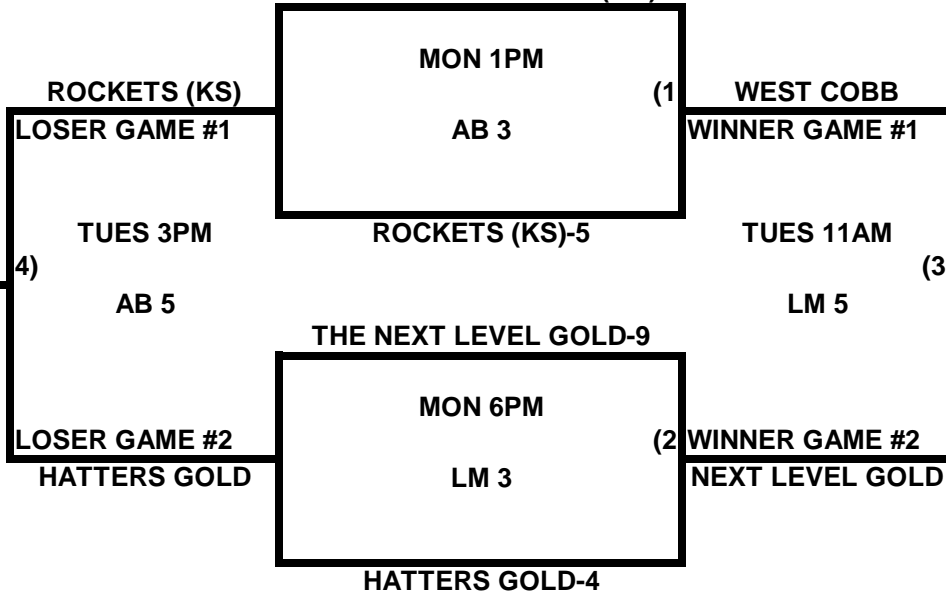 MON 1PM
ROCKETS (KS)
(1
WEST COBB
LOSER GAME #1
AB 3
WINNER GAME #1
TUES 3PM
ROCKETS (KS)-5
TUES 11AM
4)
(3
AB 5
LM 5
THE NEXT LEVEL GOLD-9
MON 6PM
LOSER GAME #2
(2
WINNER GAME #2
HATTERS GOLD
LM 3
NEXT LEVEL GOLD
HATTERS GOLD-4